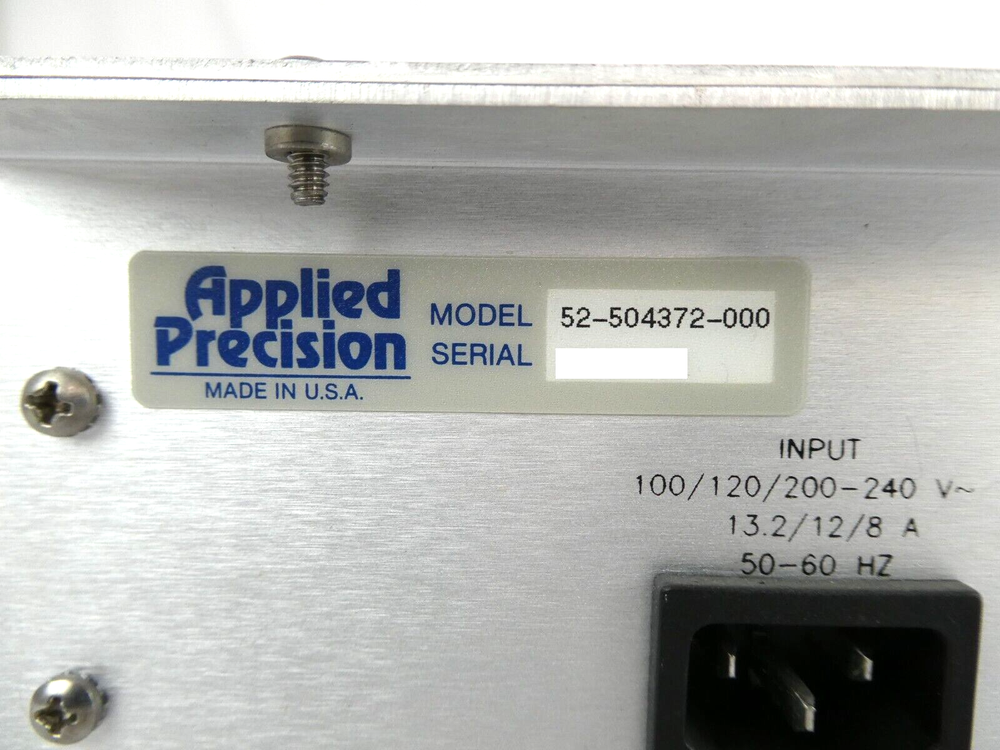 Applied
Precision
MADE IN U.S.A.
MODEL 52-504372-000
SERIAL
INPUT
100/120/200-240 V~
13.2/12/8 A
50-60 HZ